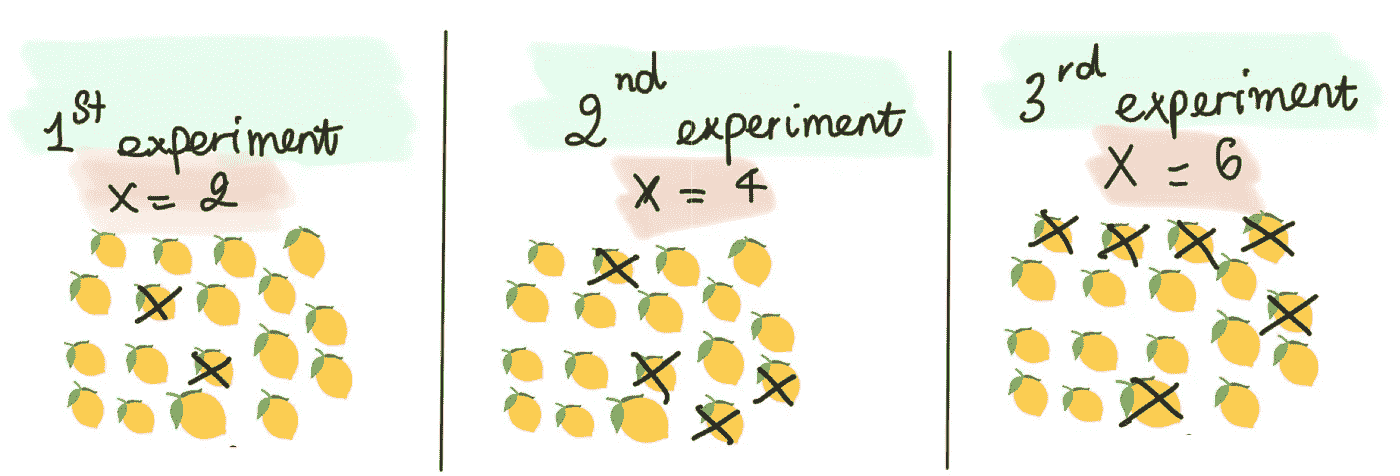 1st experiment
X = 2
2nd experiment
X = 4
3rd experiment
X = 6